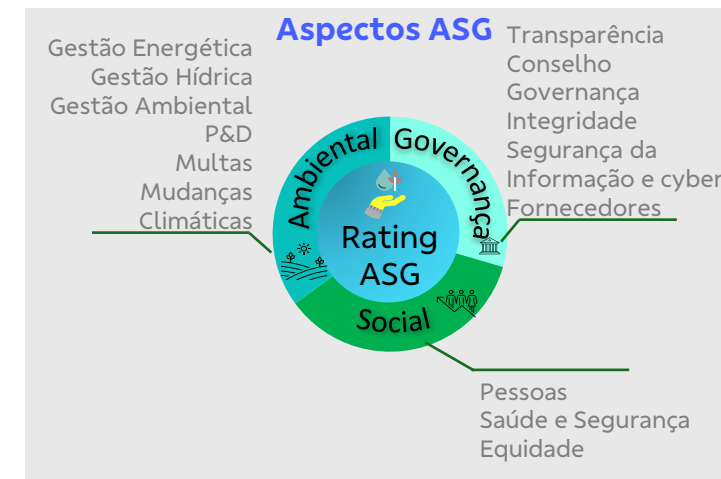 Aspectos ASG
Gestão Energética
Gestão Hídrica
Gestão Ambiental
P&D
Multas
Mudanças
Climáticas
Transparência
Conselho
Governança
Integridade
Segurança da
Informação e cyber
Fornecedores
Ambiental
Governança
Rating
ASG
Social
Pessoas
Saúde e Segurança
Equidade